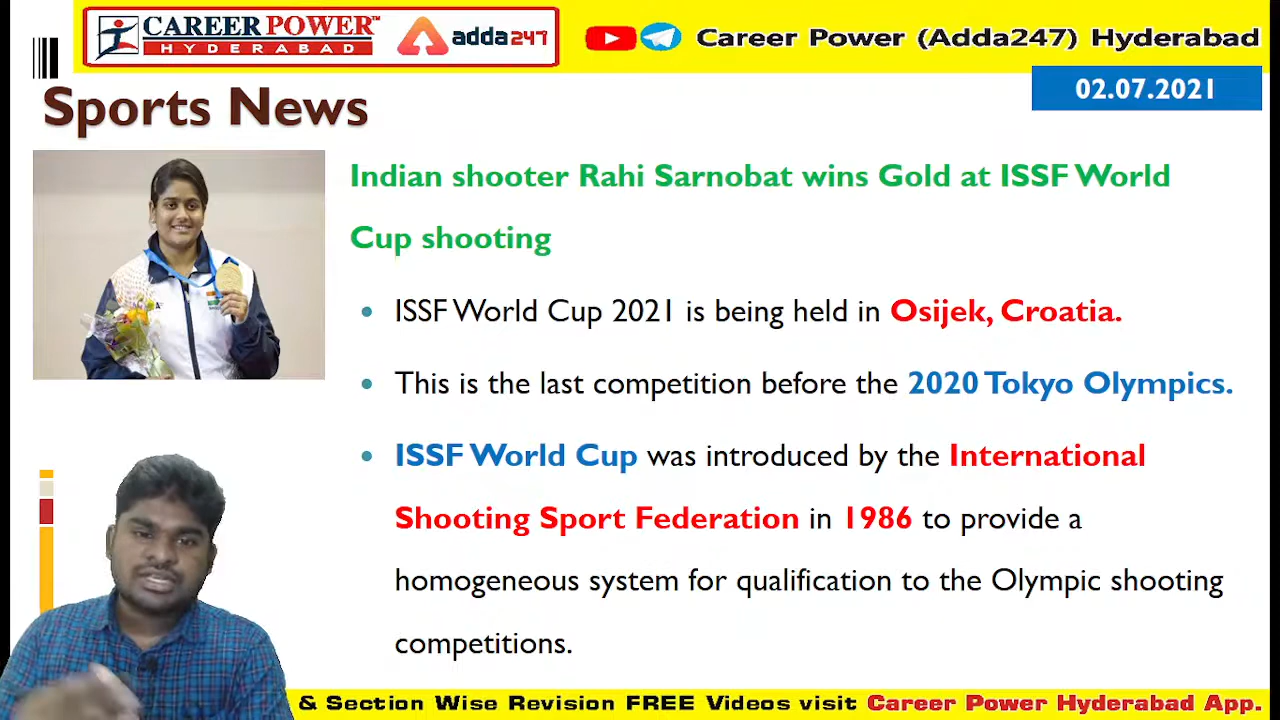 CAREER POWER™
HYDERABAD
adda247
Career Power (Adda247) Hyderabad
Sports News
02.07.2021
Indian shooter Rahi Sarnobat wins Gold at ISSF World
Cup shooting
• ISSF World Cup 2021 is being held in Osijek, Croatia.
• This is the last competition before the 2020 Tokyo Olympics.
• ISSF World Cup was introduced by the International
Shooting Sport Federation in 1986 to provide a
homogeneous system for qualification to the Olympic shooting
competitions.
& Section Wise Revision FREE Videos visit Career Power Hyderabad App.